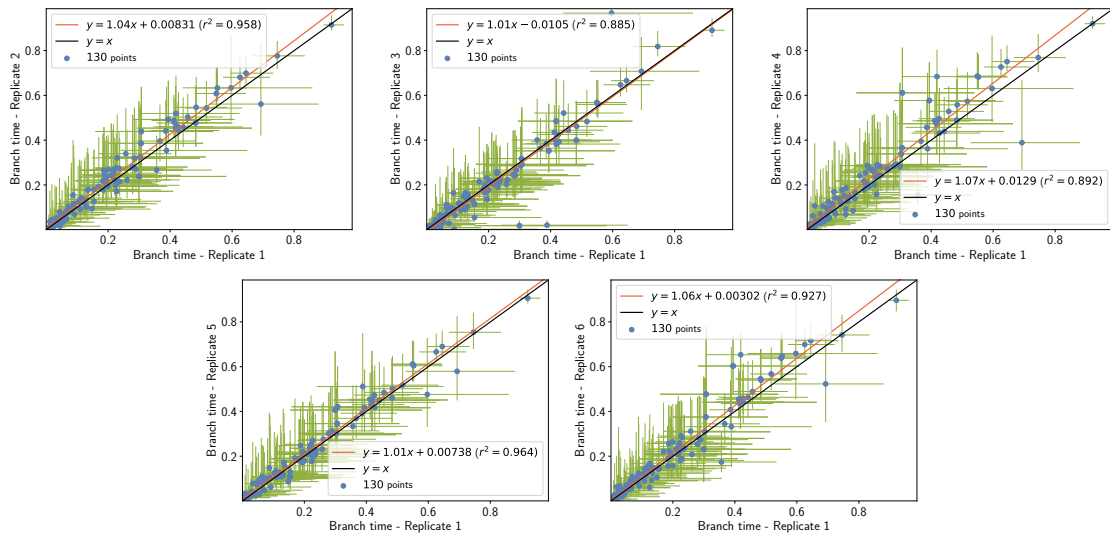 y = 1.04x + 0.00831 (r² = 0.958)
y = x
130 points
Branch time - Replicate 2
0.8
0.6
0.4
0.2
0.2 0.4 0.6 0.8
Branch time - Replicate 1
y = 1.01x − 0.0105 (r² = 0.885)
y = x
130 points
Branch time - Replicate 3
0.8
0.6
0.4
0.2
0.2 0.4 0.6 0.8
Branch time - Replicate 1
Branch time - Replicate 4
0.8
0.6
0.4
0.2
y = 1.07x + 0.0129 (r² = 0.892)
y = x
130 points
0.2 0.4 0.6 0.8
Branch time - Replicate 1
Branch time - Replicate 5
0.8
0.6
0.4
0.2
y = 1.01x + 0.00738 (r² = 0.964)
y = x
130 points
0.2 0.4 0.6 0.8
Branch time - Replicate 1
y = 1.06x + 0.00302 (r² = 0.927)
y = x
130 points
Branch time - Replicate 6
0.8
0.6
0.4
0.2
0.2 0.4 0.6 0.8
Branch time - Replicate 1